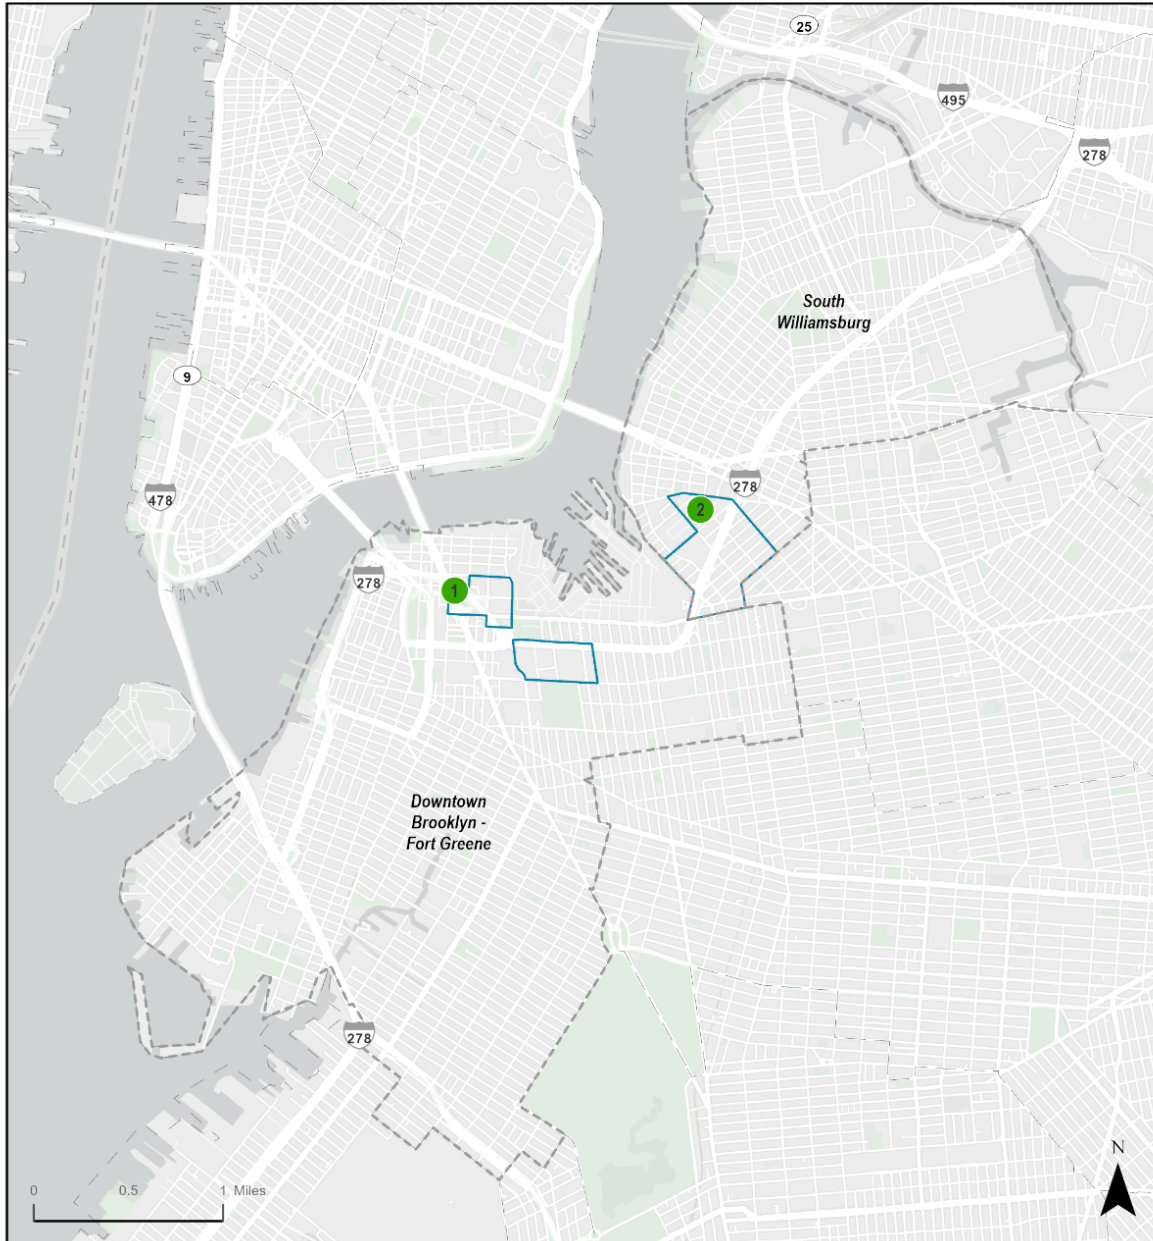 25
495
278
South
Williamsburg
9
278
478
2
278
1
Downtown
Brooklyn -
Fort Greene
278
N
0 0.5 1 Miles